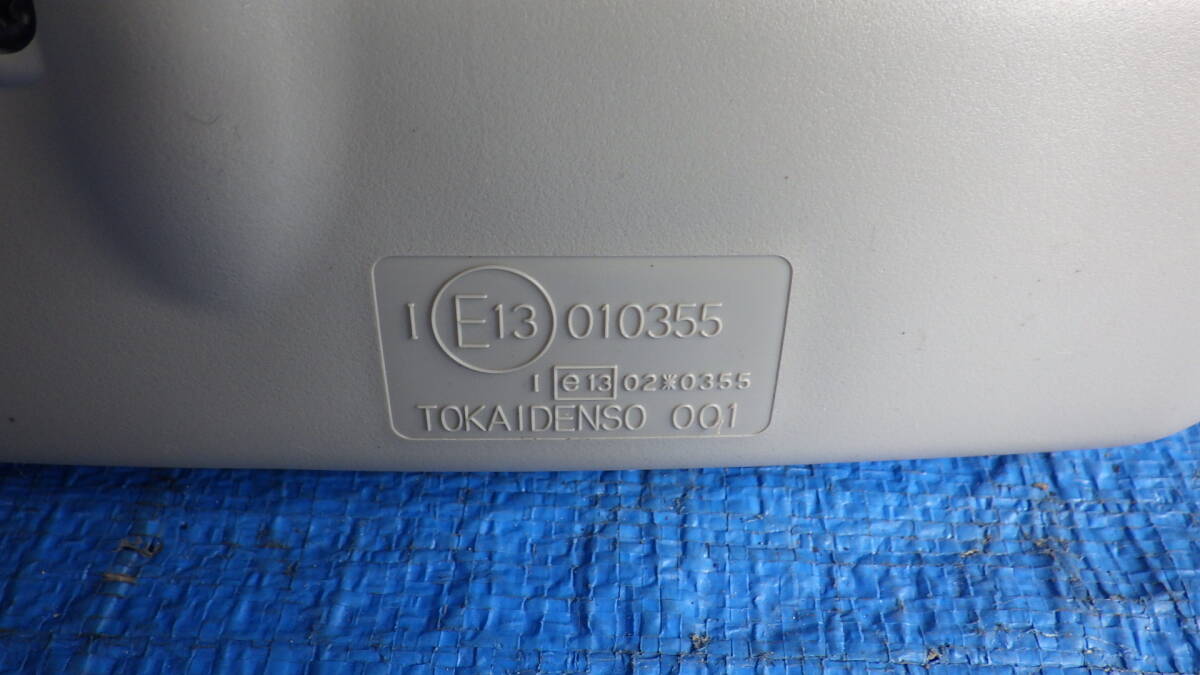 I E13 010355
I e13 02※0355
TOKAIDENSO 001